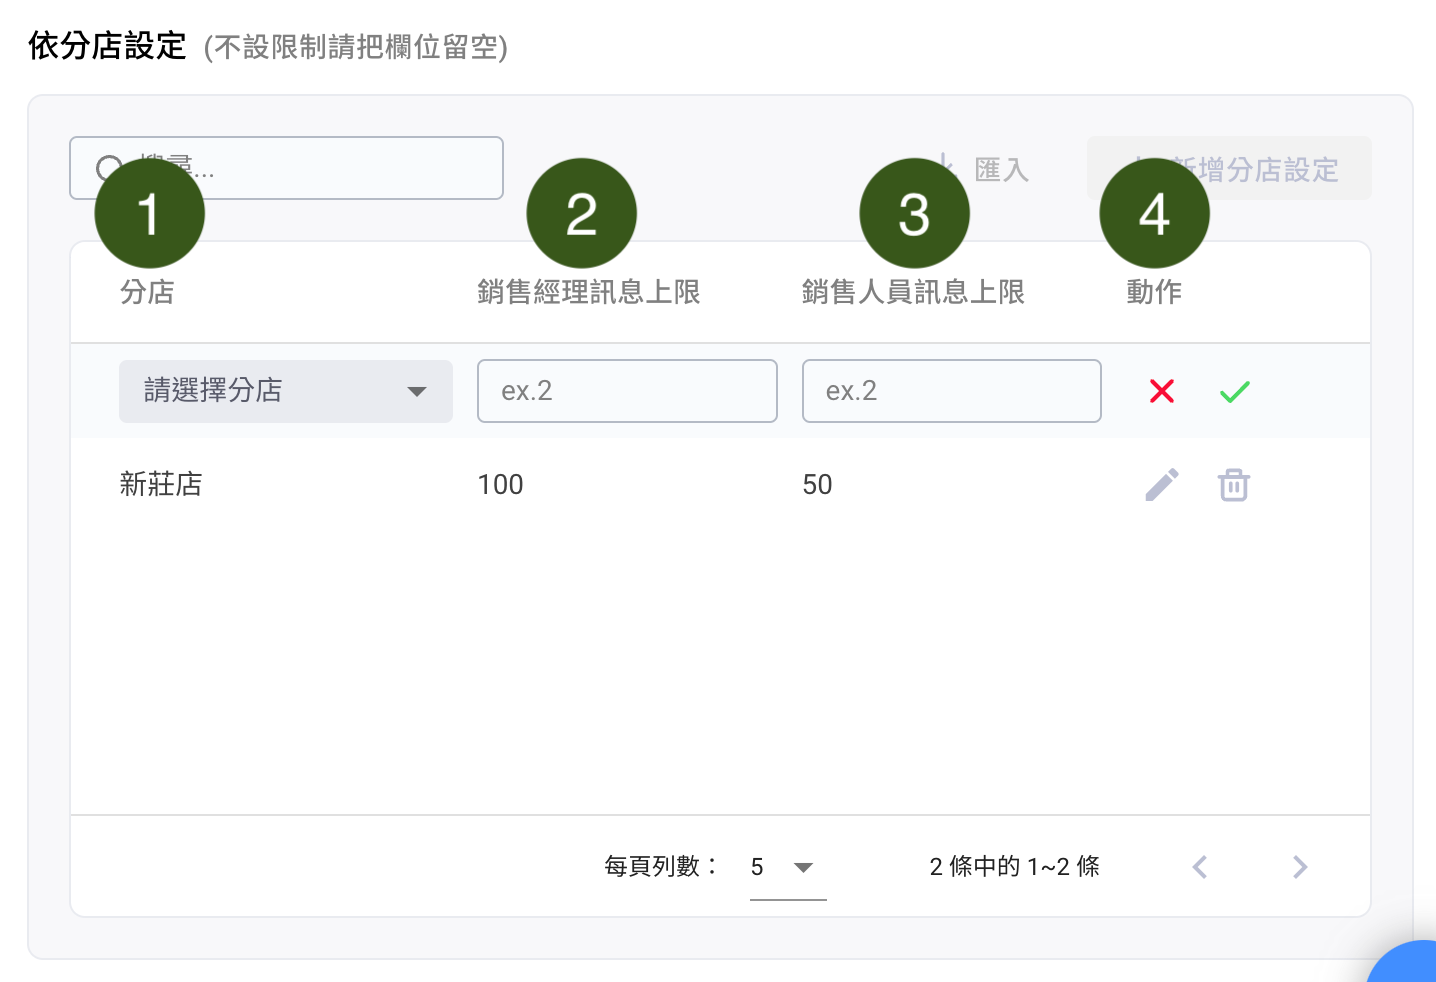 依分店設定 (不設限制請把欄位留空)
搜尋...
匯入
新增分店設定
1 2 3 4
分店 銷售經理訊息上限 銷售人員訊息上限 動作
請選擇分店 ex.2 ex.2
新莊店 100 50
每頁列數： 5 2 條中的 1~2 條